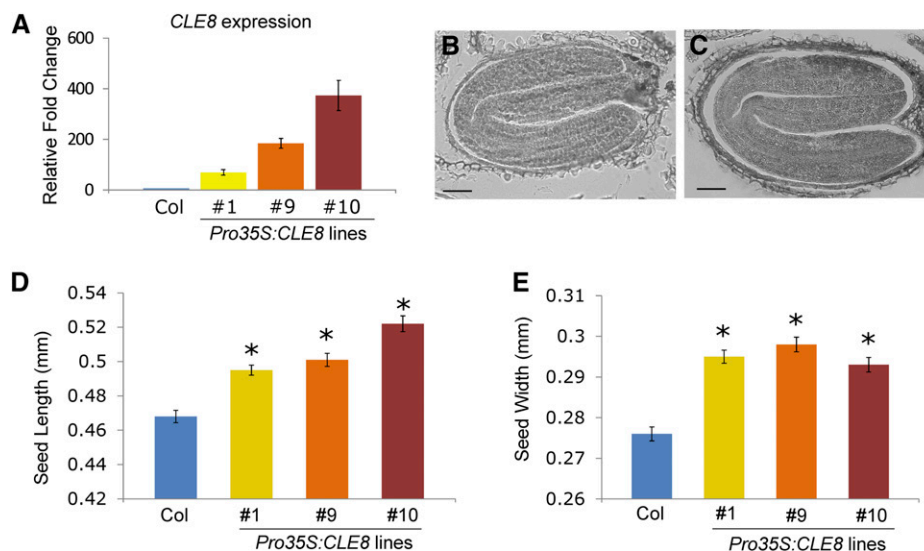 A
CLE8 expression
Relative Fold Change
600
400
200
0
Col
#1
#9
#10
Pro35S:CLE8 lines
B
C
D
Seed Length (mm)
0.54
0.52
0.5
0.48
0.46
0.44
0.42
*
*
*
Col
#1
#9
#10
Pro35S:CLE8 lines
E
Seed Width (mm)
0.31
0.3
0.29
0.28
0.27
0.26
*
*
*
Col
#1
#9
#10
Pro35S:CLE8 lines